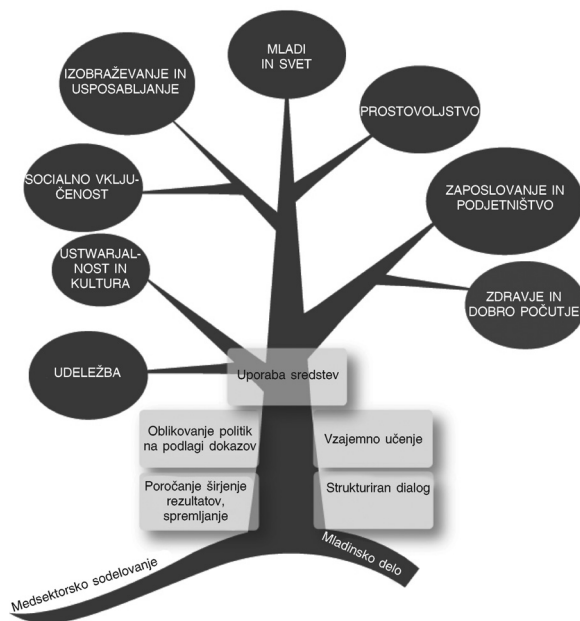 MLADI
IN SVET
IZOBRAŽEVANJE IN
USPOSABLJANJE
PROSTOVOLJSTVO
SOCIALNO VKLJU-
ČENOST
ZAPOSLOVANJE IN
PODJETNIŠTVO
USTWARJAL-
NOST IN
KULTURA
ZDRAVJE IN
DOBRO POČUTJE
UDELEŽBA
Uporaba sredstev
Oblikovanje politik
na podlagi dokazov
Vzajemno učenje
Poročanje širjenje
rezultatov,
spremljanje
Strukturiran dialog
Medsektorsko sodelovanje
Mladinsko delo